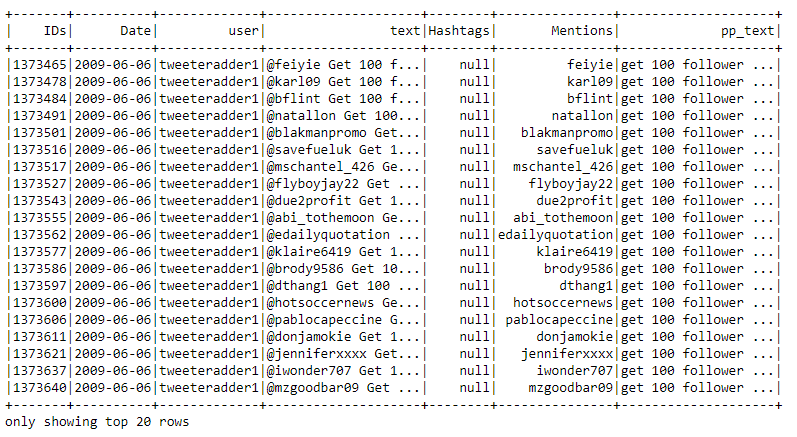 +-------+----------+------------+--------------------+--------+--------------+--------------------+
|    IDs|      Date|        user|                text|Hashtags|      Mentions|             pp_text|
+-------+----------+------------+--------------------+--------+--------------+--------------------+
|1373465|2009-06-06|tweeteradder1|@feiyie Get 100 f...|    null|        feiyie|get 100 follower ...|
|1373478|2009-06-06|tweeteradder1|@karl09 Get 100 f...|    null|        karl09|get 100 follower ...|
|1373484|2009-06-06|tweeteradder1|@bflint Get 100 f...|    null|        bflint|get 100 follower ...|
|1373491|2009-06-06|tweeteradder1|@natallon Get 100...|    null|      natallon|get 100 follower ...|
|1373501|2009-06-06|tweeteradder1|@blakmanpromo Get...|    null|  blakmanpromo|get 100 follower ...|
|1373516|2009-06-06|tweeteradder1|@savefueluk Get 1...|    null|    savefueluk|get 100 follower ...|
|1373517|2009-06-06|tweeteradder1|@mschantel_426 Ge...|    null| mschantel_426|get 100 follower ...|
|1373527|2009-06-06|tweeteradder1|@flyboyjay22 Get ...|    null|   flyboyjay22|get 100 follower ...|
|1373543|2009-06-06|tweeteradder1|@due2profit Get 1...|    null|    due2profit|get 100 follower ...|
|1373555|2009-06-06|tweeteradder1|@abi_tothemoon Ge...|    null| abi_tothemoon|get 100 follower ...|
|1373562|2009-06-06|tweeteradder1|@edailyquotation ...|    null|edailyquotation|get 100 follower ...|
|1373577|2009-06-06|tweeteradder1|@klaire6419 Get 1...|    null|    klaire6419|get 100 follower ...|
|1373586|2009-06-06|tweeteradder1|@brody9586 Get 10...|    null|     brody9586|get 100 follower ...|
|1373597|2009-06-06|tweeteradder1|@dthang1 Get 100 ...|    null|       dthang1|get 100 follower ...|
|1373600|2009-06-06|tweeteradder1|@hotsoccernews Ge...|    null| hotsoccernews|get 100 follower ...|
|1373606|2009-06-06|tweeteradder1|@pablocapeccine G...|    null|pablocapeccine|get 100 follower ...|
|1373611|2009-06-06|tweeteradder1|@donjamokie Get 1...|    null|    donjamokie|get 100 follower ...|
|1373621|2009-06-06|tweeteradder1|@jenniferxxxx Get...|    null|  jenniferxxxx|get 100 follower ...|
|1373637|2009-06-06|tweeteradder1|@iwonder707 Get 1...|    null|    iwonder707|get 100 follower ...|
|1373640|2009-06-06|tweeteradder1|@mzgoodbar09 Get ...|    null|   mzgoodbar09|get 100 follower ...|
+-------+----------+------------+--------------------+--------+--------------+--------------------+
only showing top 20 rows